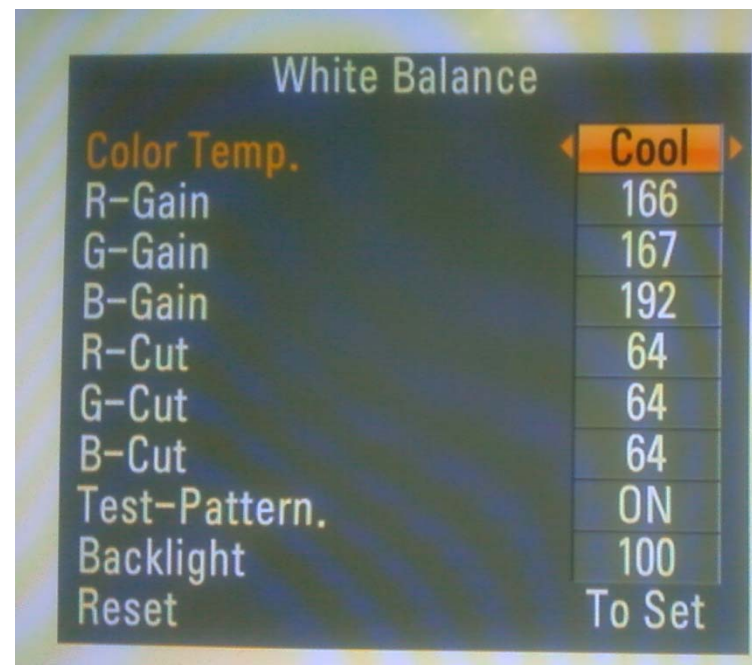 White Balance
Color Temp. Cool
R-Gain 166
G-Gain 167
B-Gain 192
R-Cut 64
G-Cut 64
B-Cut 64
Test-Pattern. ON
Backlight 100
Reset To Set